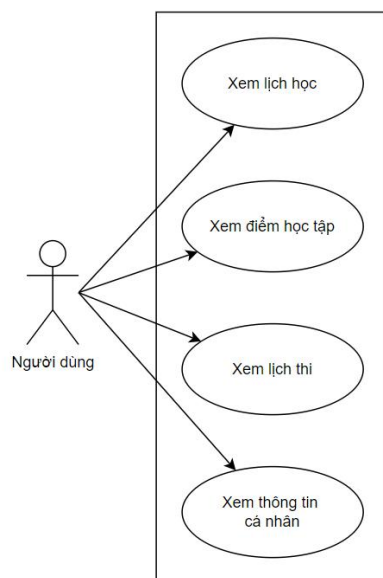 Xem lịch học
Xem điểm học tập
Người dùng
Xem lịch thi
Xem thông tin
cá nhân